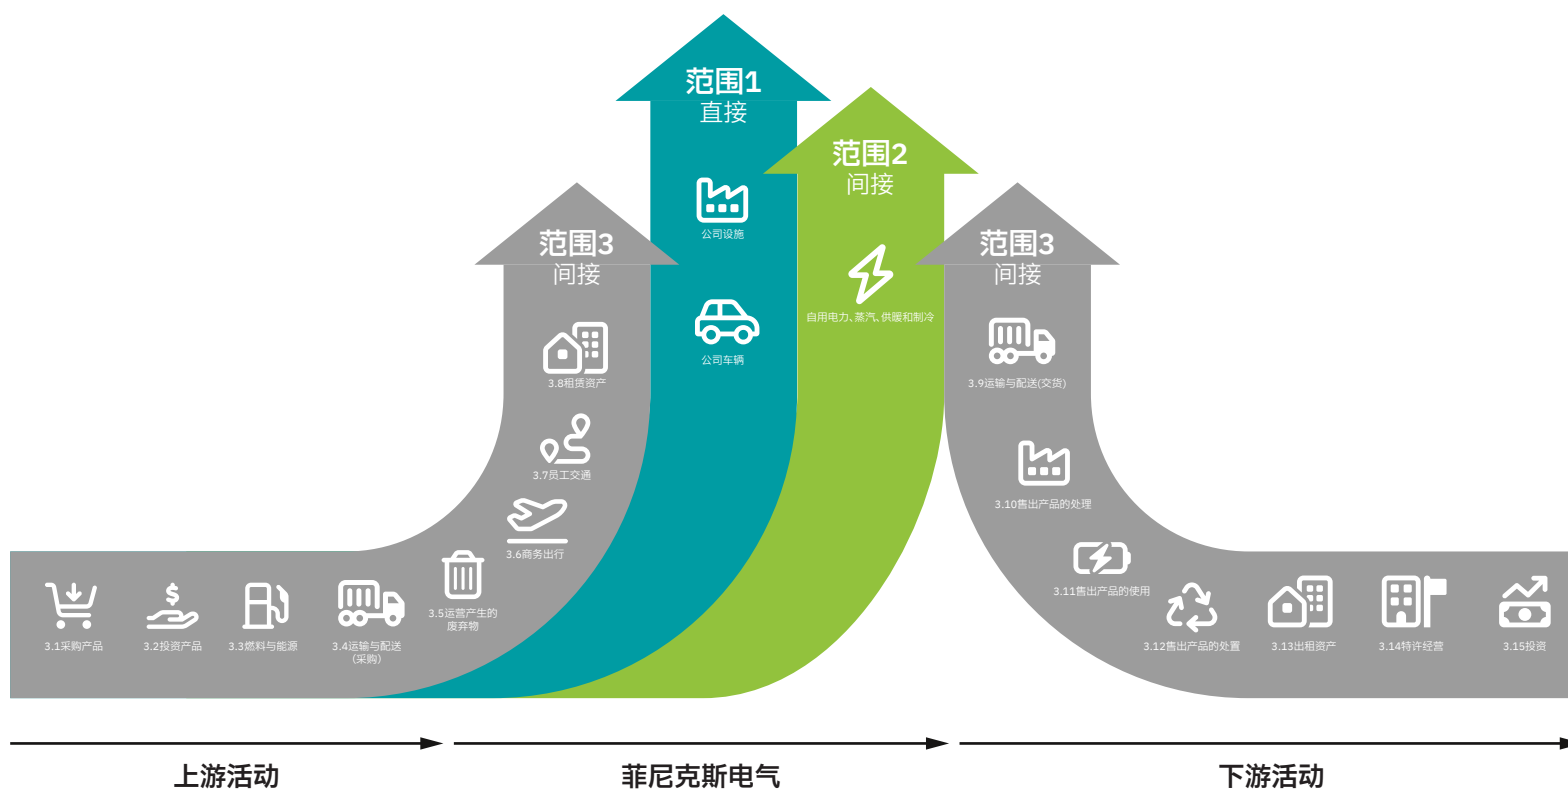 范围1
直接
公司设施
公司车辆
范围2
间接
自用电力、蒸汽、供暖和制冷
范围3
间接
3.8租赁资产
3.7员工交通
3.6商务出行
3.5运营产生的
废弃物
3.4运输与配送
（采购）
3.3燃料与能源
3.2投资产品
3.1采购产品
范围3
间接
3.9运输与配送(交货)
3.10售出产品的处理
3.11售出产品的使用
3.12售出产品的处置
3.13出租资产
3.14特许经营
3.15投资
上游活动
菲尼克斯电气
下游活动